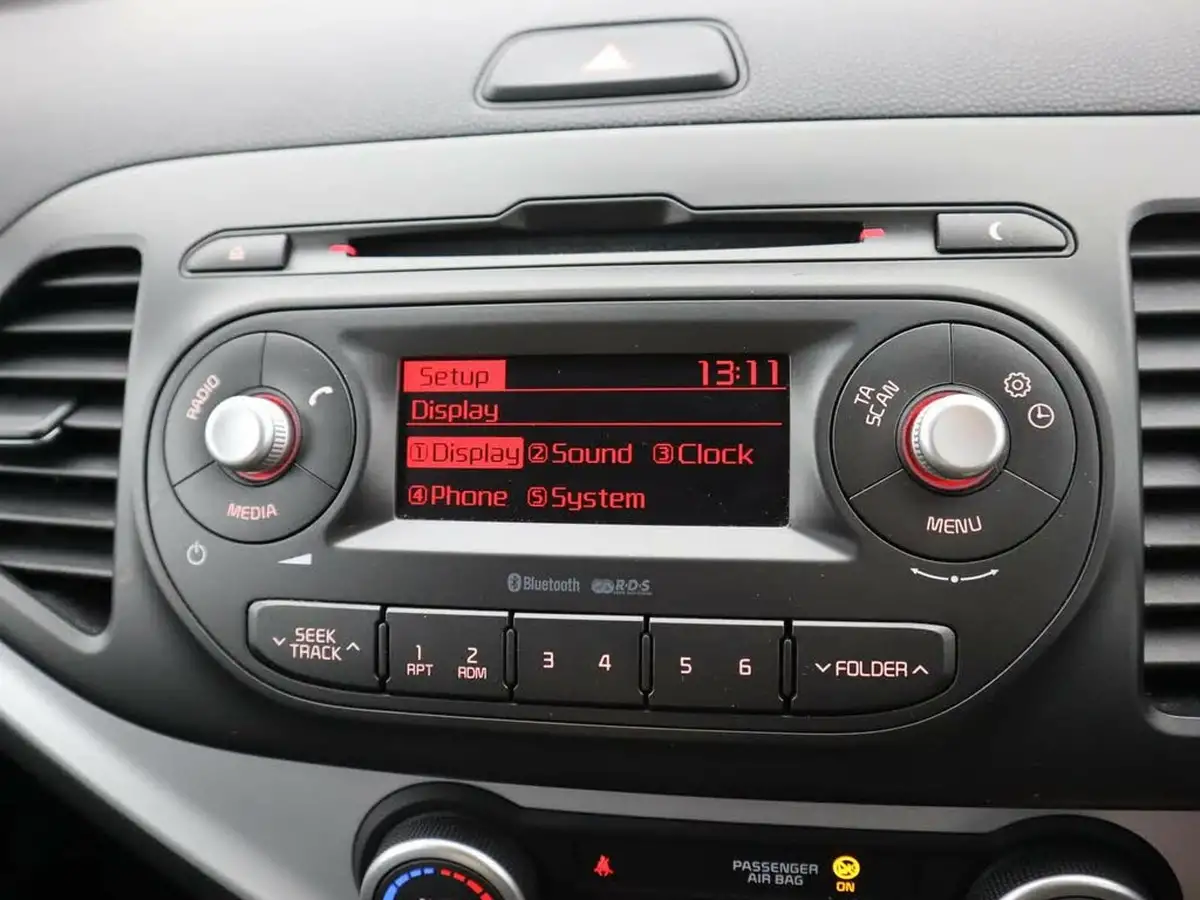 Setup 13:11
Display
①Display ②Sound ③Clock
④Phone ⑤System
RADIO
MEDIA
TA
SCAN
MENU
Bluetooth R·D·S
SEEK
TRACK
1
RPT
2
RDM
3
4
5
6
FOLDER
PASSENGER
AIR BAG
ON